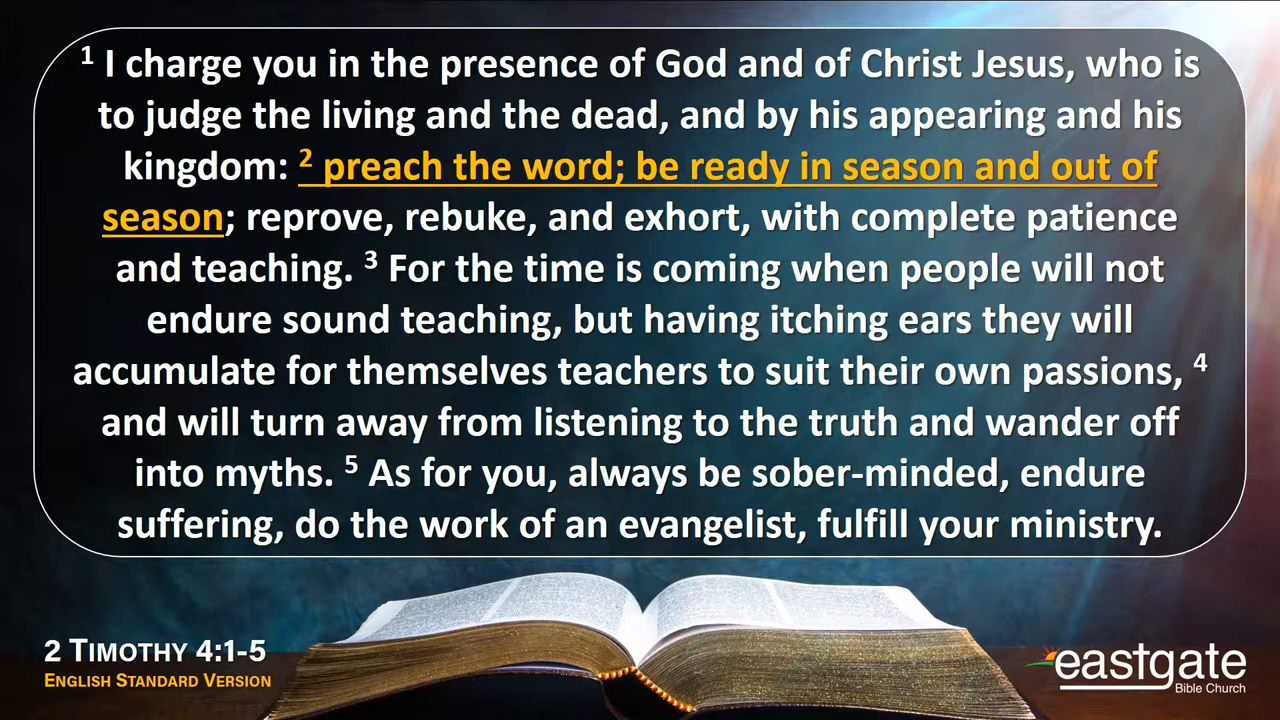 1 I charge you in the presence of God and of Christ Jesus, who is
to judge the living and the dead, and by his appearing and his
kingdom: 2 preach the word; be ready in season and out of
season; reprove, rebuke, and exhort, with complete patience
and teaching. 3 For the time is coming when people will not
endure sound teaching, but having itching ears they will
accumulate for themselves teachers to suit their own passions, 4
and will turn away from listening to the truth and wander off
into myths. 5 As for you, always be sober-minded, endure
suffering, do the work of an evangelist, fulfill your ministry.
2 Timothy 4:1-5
English Standard Version
eastgate
Bible Church